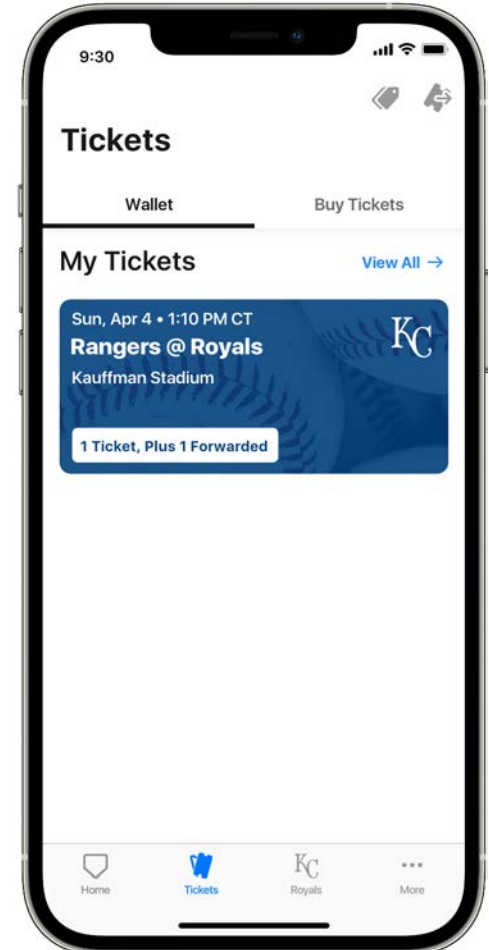 9:30
Tickets
Wallet Buy Tickets
My Tickets View All →
Sun, Apr 4 • 1:10 PM CT
Rangers @ Royals
KC
Kauffman Stadium
1 Ticket, Plus 1 Forwarded
KC
Home Tickets Royals More